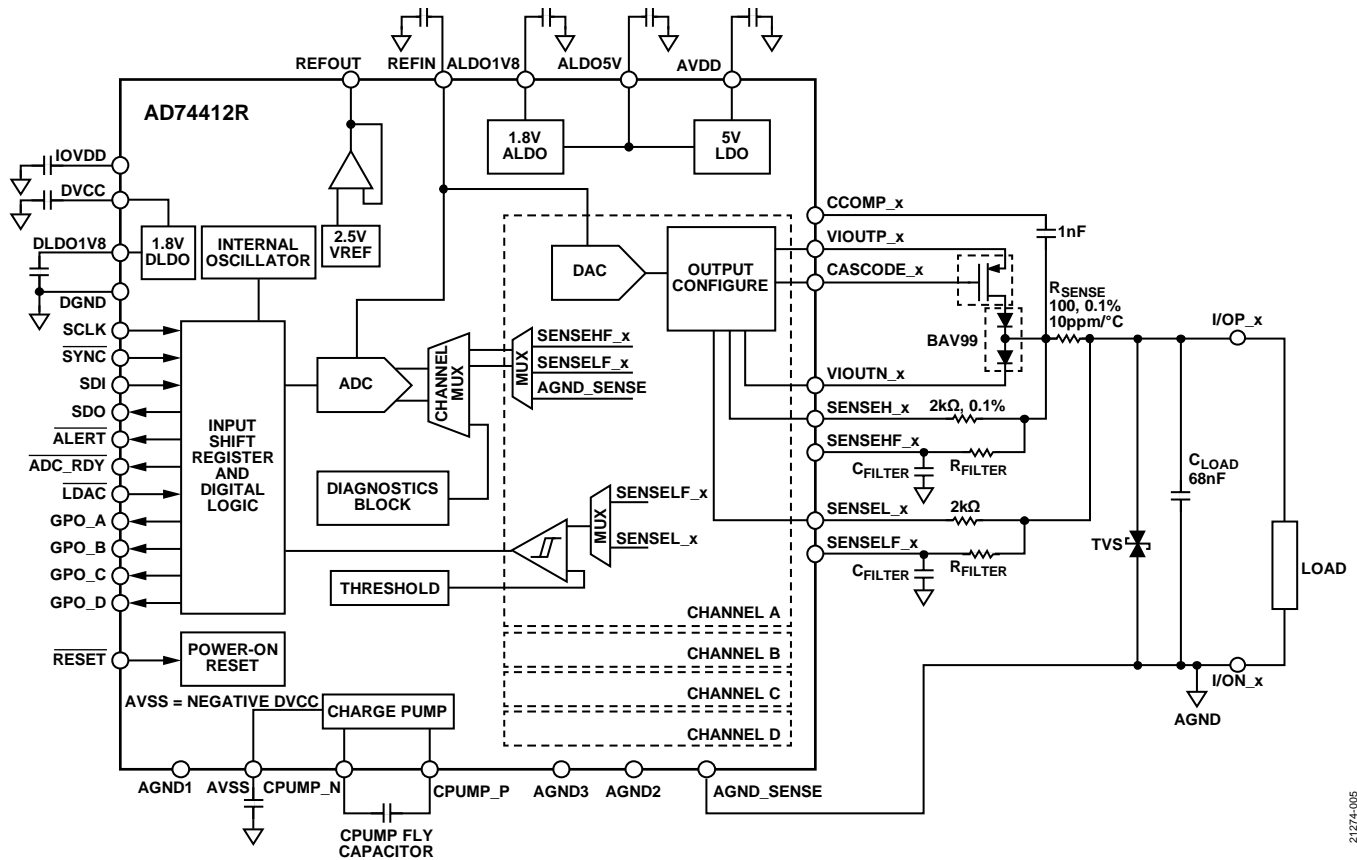 REFOUT
REFIN
ALDO1V8
ALDO5V
AVDD
AD74412R
IOVDD
DVCC
DLDO1V8
DGND
SCLK
SYNC
SDI
SDO
ALERT
ADC_RDY
LDAC
GPO_A
GPO_B
GPO_C
GPO_D
RESET
1.8V
DLDO
INTERNAL
OSCILLATOR
2.5V
VREF
1.8V
ALDO
5V
LDO
INPUT
SHIFT
REGISTER
AND
DIGITAL
LOGIC
ADC
CHANNEL
MUX
MUX
SENSEHF_x
SENSELF_x
AGND_SENSE
DAC
OUTPUT
CONFIGURE
DIAGNOSTICS
BLOCK
THRESHOLD
MUX
SENSELF_x
SENSEL_x
CHANNEL A
CHANNEL B
CHANNEL C
CHANNEL D
POWER-ON
RESET
AVSS = NEGATIVE DVCC
CHARGE PUMP
AGND1
AVSS
CPUMP_N
CPUMP_P
AGND3
AGND2
AGND_SENSE
CPUMP FLY
CAPACITOR
CCOMP_x
VIOUTP_x
CASCODE_x
VIOUTN_x
SENSEH_x
SENSEHF_x
SENSEL_x
SENSELF_x
1nF
RSENSE
100, 0.1%
10ppm/°C
BAV99
2kΩ, 0.1%
CFILTER
RFILTER
2kΩ
CFILTER
RFILTER
I/OP_x
CLOAD
68nF
TVS
LOAD
I/ON_x
AGND
21274-005